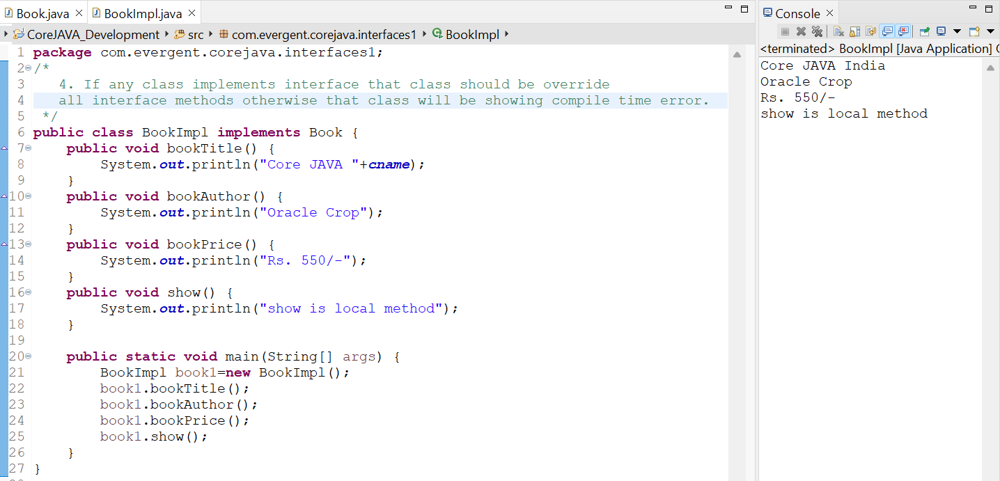 Book.java
BookImpl.java
CoreJAVA_Development
src
com.evergent.corejava.interfaces1
BookImpl
1 package com.evergent.corejava.interfaces1;
2 /*
3 4. If any class implements interface that class should be override
4 all interface methods otherwise that class will be showing compile time error.
5 */
6 public class BookImpl implements Book {
7 public void bookTitle() {
8 System.out.println("Core JAVA "+cname);
9 }
10 public void bookAuthor() {
11 System.out.println("Oracle Crop");
12 }
13 public void bookPrice() {
14 System.out.println("Rs. 550/-");
15 }
16 public void show() {
17 System.out.println("show is local method");
18 }
19
20 public static void main(String[] args) {
21 BookImpl book1=new BookImpl();
22 book1.bookTitle();
23 book1.bookAuthor();
24 book1.bookPrice();
25 book1.show();
26 }
27 }
Console
<terminated> BookImpl [Java Application]
Core JAVA India
Oracle Crop
Rs. 550/-
show is local method